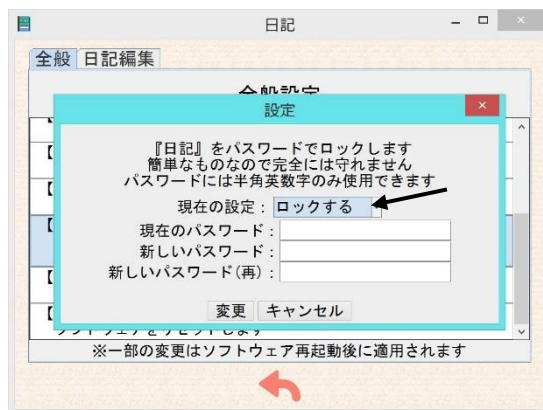 日記
全般 日記編集
全般設定
設定
『日記』をパスワードでロックします
簡単なものなので完全には守れません
パスワードには半角英数字のみ使用できます
現在の設定：ロックする
現在のパスワード：
新しいパスワード：
新しいパスワード(再)：
変更 キャンセル
ソフトウェアをリセットします
※一部の変更はソフトウェア再起動後に適用されます